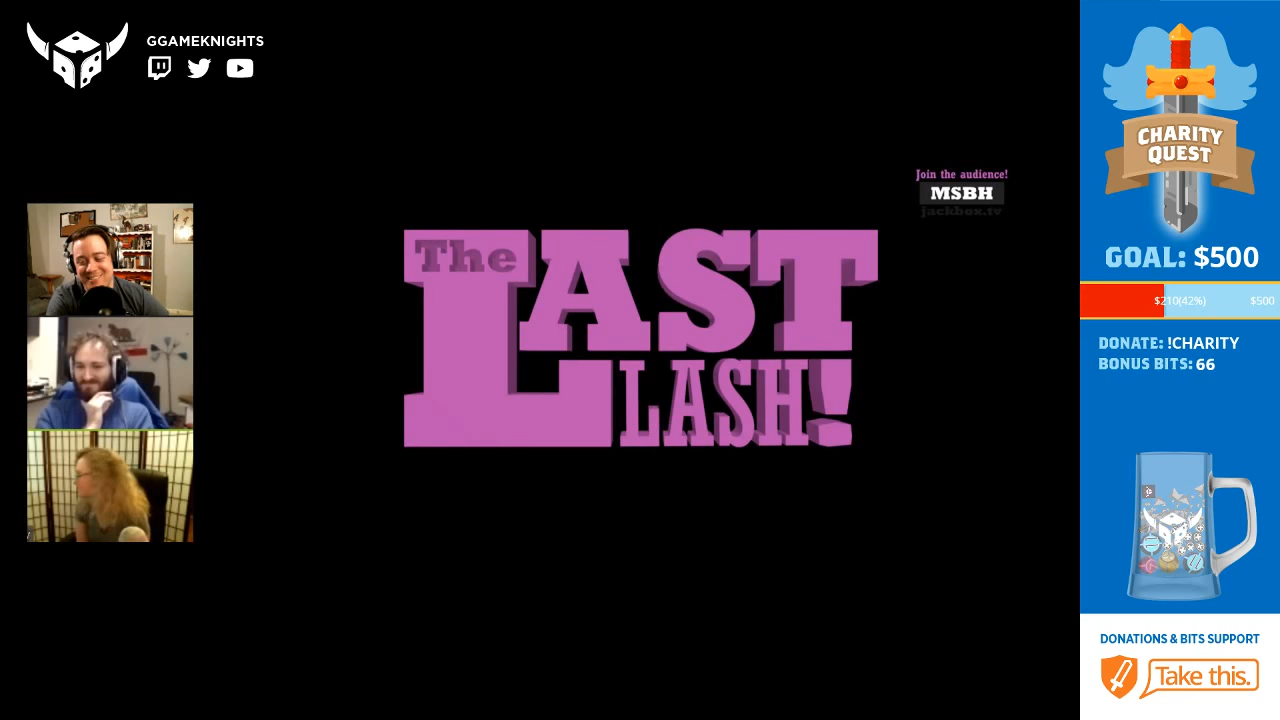 GGAMEKNIGHTS
Join the audience!
MSBH
jackbox.tv
The
LAST
LASH!
CHARITY
QUEST
GOAL: $500
$210(42%) $500
DONATE: !CHARITY
BONUS BITS: 66
DONATIONS & BITS SUPPORT
Take this.